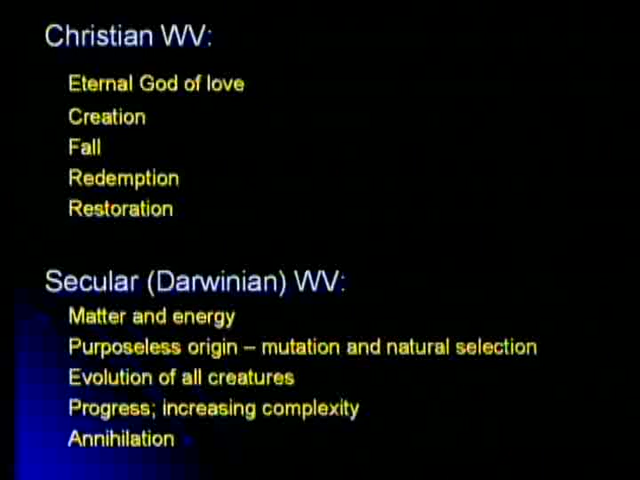 Christian WV:
Eternal God of love
Creation
Fall
Redemption
Restoration
Secular (Darwinian) WV:
Matter and energy
Purposeless origin – mutation and natural selection
Evolution of all creatures
Progress; increasing complexity
Annihilation